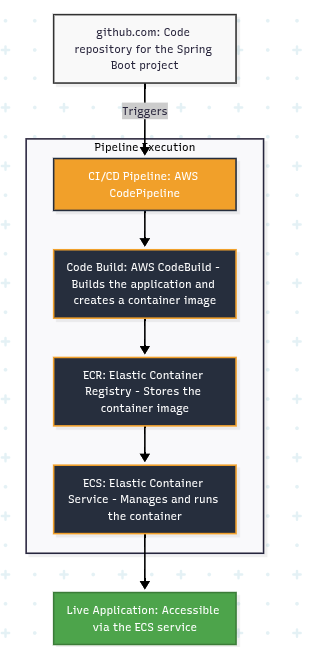 github.com: Code
repository for the Spring
Boot project
Triggers
Pipeline Execution
CI/CD Pipeline: AWS
CodePipeline
Code Build: AWS CodeBuild -
Builds the application and
creates a container image
ECR: Elastic Container
Registry - Stores the
container image
ECS: Elastic Container
Service - Manages and runs
the container
Live Application: Accessible
via the ECS service